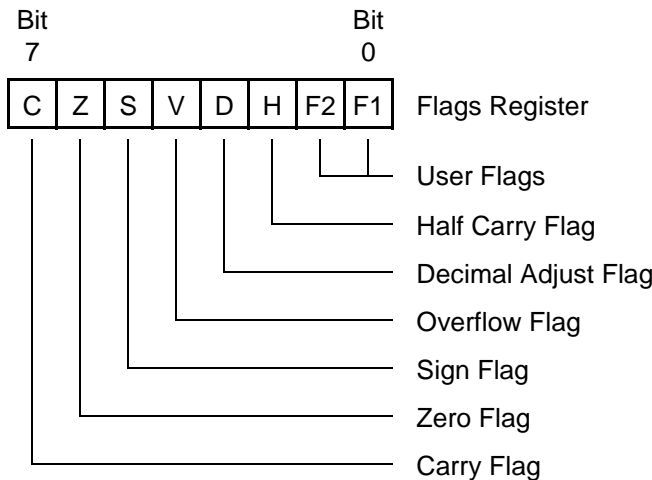 Bit Bit
7 0
C Z S V D H F2 F1 Flags Register
User Flags
Half Carry Flag
Decimal Adjust Flag
Overflow Flag
Sign Flag
Zero Flag
Carry Flag